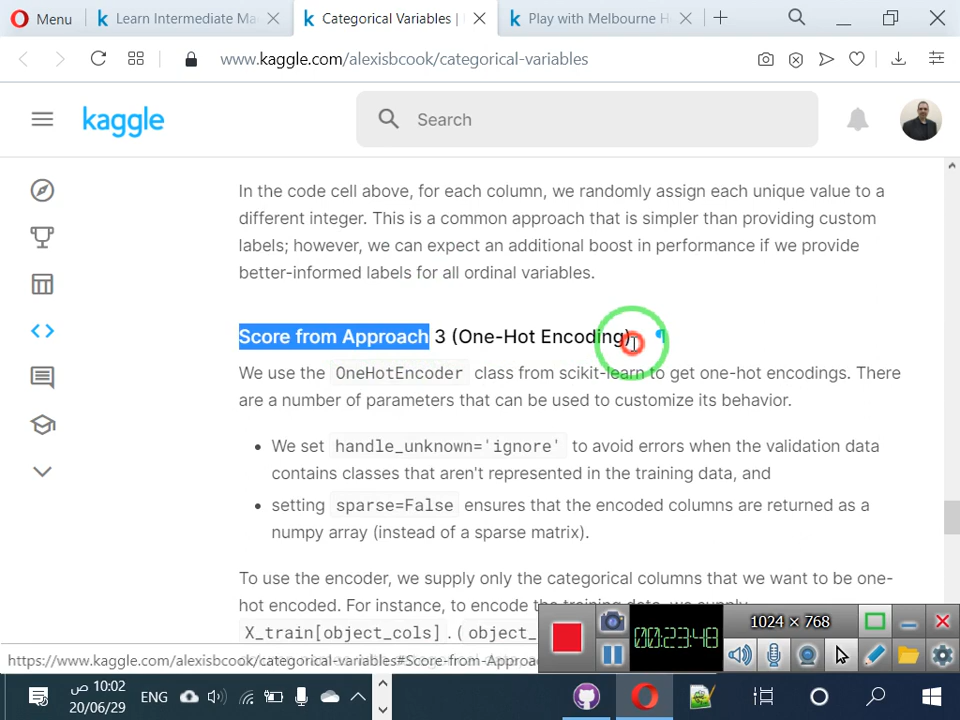 Menu
Learn Intermediate Ma
Categorical Variables |
Play with Melbourne H
www.kaggle.com/alexisbcook/categorical-variables
kaggle
Search
In the code cell above, for each column, we randomly assign each unique value to a
different integer. This is a common approach that is simpler than providing custom
labels; however, we can expect an additional boost in performance if we provide
better-informed labels for all ordinal variables.
Score from Approach 3 (One-Hot Encoding) ¶
We use the OneHotEncoder class from scikit-learn to get one-hot encodings. There
are a number of parameters that can be used to customize its behavior.
• We set handle_unknown='ignore' to avoid errors when the validation data
contains classes that aren't represented in the training data, and
• setting sparse=False ensures that the encoded columns are returned as a
numpy array (instead of a sparse matrix).
To use the encoder, we supply only the categorical columns that we want to be one-
hot encoded. For instance, to encode the training data, we supply
X_train[object_cols]. (object_
https://www.kaggle.com/alexisbcook/categorical-variables#Score-from-Appro
00:23:48
1024 × 768
10:02 ص
20/06/29
ENG